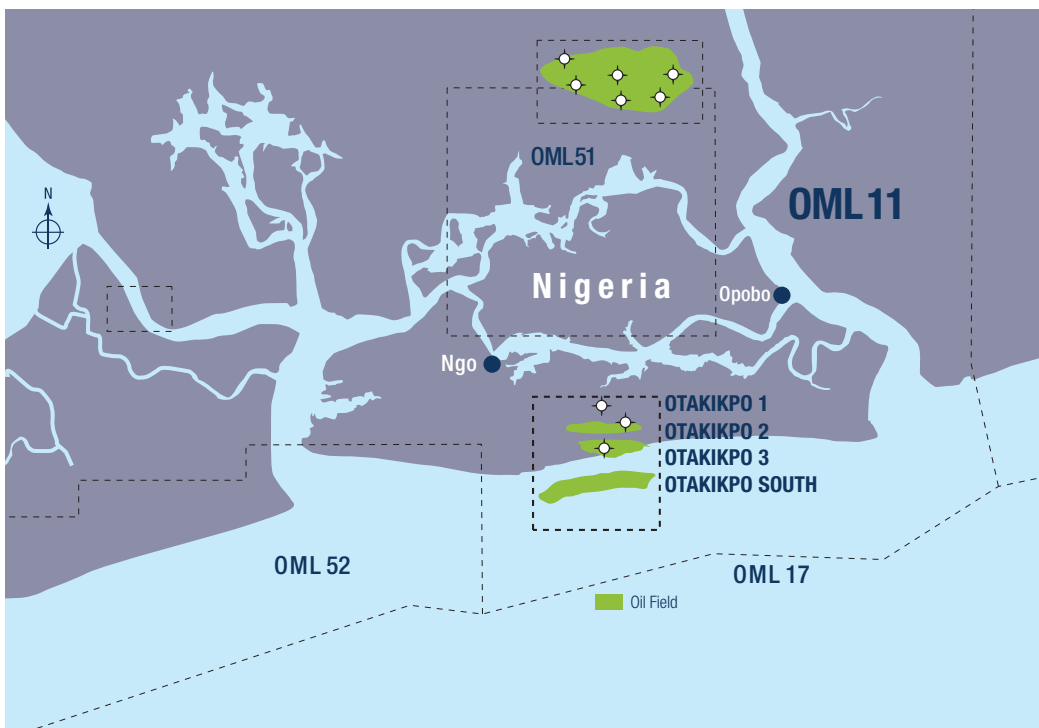 N
OML51
OML 11
Nigeria
Opobo
Ngo
OTAKIKPO 1
OTAKIKPO 2
OTAKIKPO 3
OTAKIKPO SOUTH
OML 52
OML 17
Oil Field